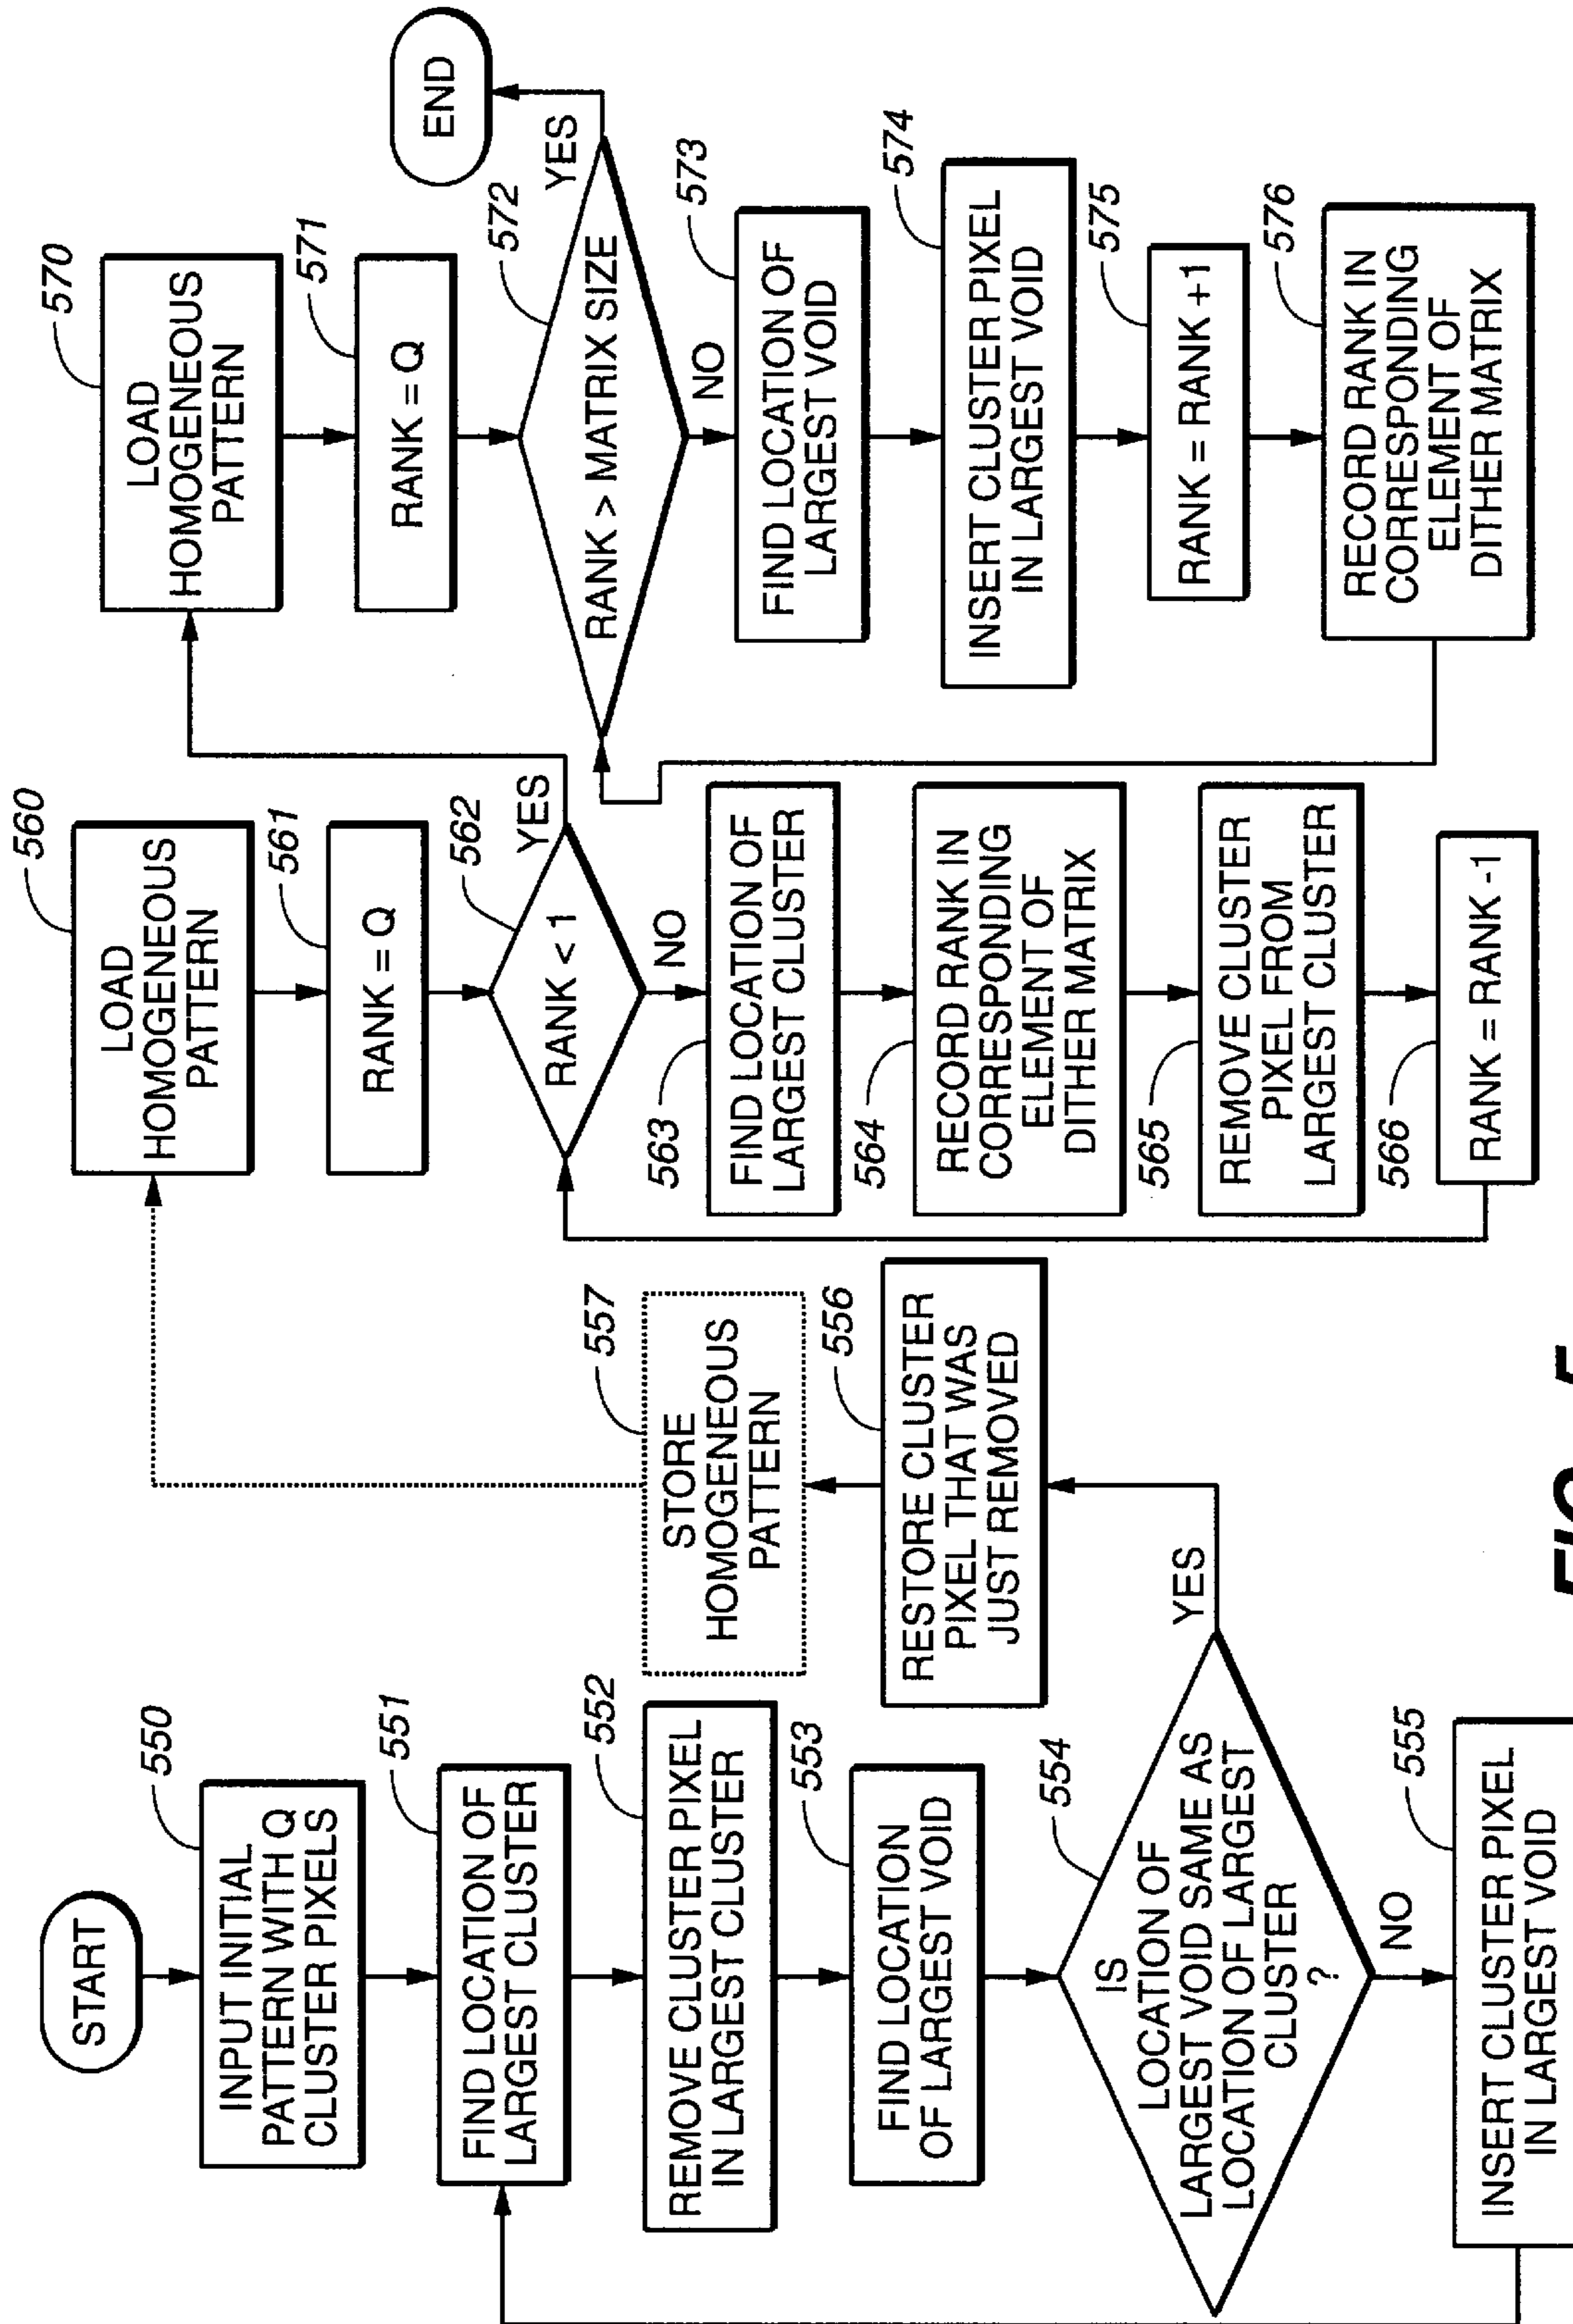 START
550
INPUT INITIAL
PATTERN WITH Q
CLUSTER PIXELS
551
FIND LOCATION OF
LARGEST CLUSTER
552
REMOVE CLUSTER PIXEL
IN LARGEST CLUSTER
553
FIND LOCATION
OF LARGEST VOID
554
IS
LOCATION OF
LARGEST VOID SAME AS
LOCATION OF LARGEST
CLUSTER
?
YES
NO
555
INSERT CLUSTER PIXEL
IN LARGEST VOID
556
RESTORE CLUSTER
PIXEL THAT WAS
JUST REMOVED
557
STORE
HOMOGENEOUS
PATTERN
560
LOAD
HOMOGENEOUS
PATTERN
561
RANK = Q
562
RANK < 1
YES
NO
563
FIND LOCATION OF
LARGEST CLUSTER
564
RECORD RANK IN
CORRESPONDING
ELEMENT OF
DITHER MATRIX
565
REMOVE CLUSTER
PIXEL FROM
LARGEST CLUSTER
566
RANK = RANK -1
570
LOAD
HOMOGENEOUS
PATTERN
571
RANK = Q
572
RANK > MATRIX SIZE
YES
END
NO
573
FIND LOCATION OF
LARGEST VOID
574
INSERT CLUSTER PIXEL
IN LARGEST VOID
575
RANK = RANK +1
576
RECORD RANK IN
CORRESPONDING
ELEMENT OF
DITHER MATRIX